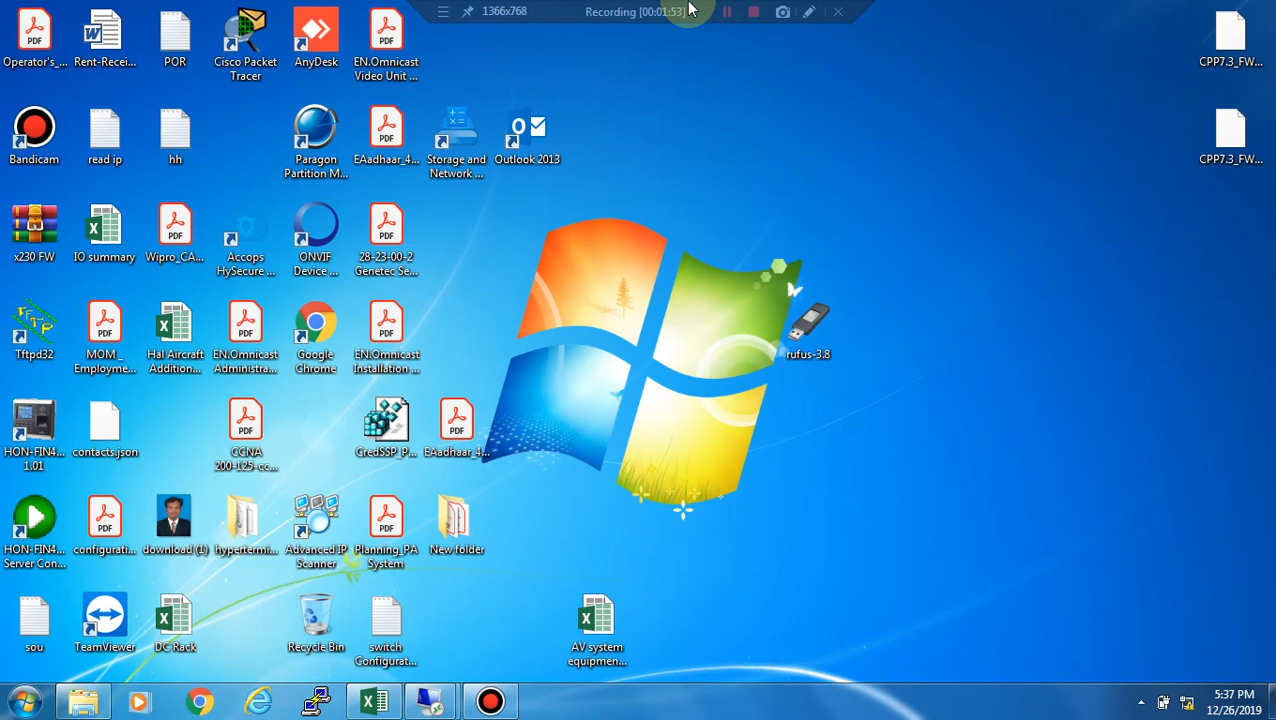 1366x768
Recording [00:01:53]
Operator's_...
Rent-Recei...
POR
Cisco Packet
Tracer
AnyDesk
EN.Omnicast
Video Unit ...
CPP7.3_FW...
Bandicam
read ip
hh
Paragon
Partition M...
EAadhaar_4...
Storage and
Network ...
Outlook 2013
CPP7.3_FW...
x230 FW
IO summary
Wipro_CA...
Accops
HySecure ...
ONVIF
Device ...
28-23-00-2
Genetec Se...
Tftpd32
MOM _
Employme...
Hal Aircraft
Addition...
EN.Omnicast
Administra...
Google
Chrome
EN.Omnicast
Installation ...
rufus-3.8
HON-FIN4...
1.01
contacts.json
CCNA
200-125-cc...
CredSSP_P...
EAadhaar_4...
HON-FIN4...
Server Con...
configurati...
download (1)
hypertermi...
Advanced IP
Scanner
Planning_PA
System
New folder
sou
TeamViewer
DC Rack
Recycle Bin
switch
Configurat...
AV system
equipmen...
5:37 PM
12/26/2019